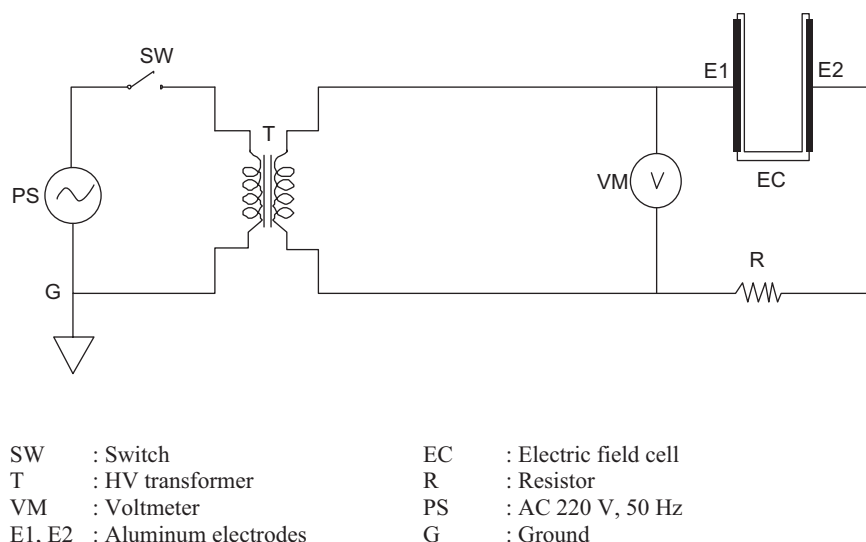 SW
T
E1
E2
PS
VM
V
EC
G
R
SW : Switch
T : HV transformer
VM : Voltmeter
E1, E2 : Aluminum electrodes
EC : Electric field cell
R : Resistor
PS : AC 220 V, 50 Hz
G : Ground